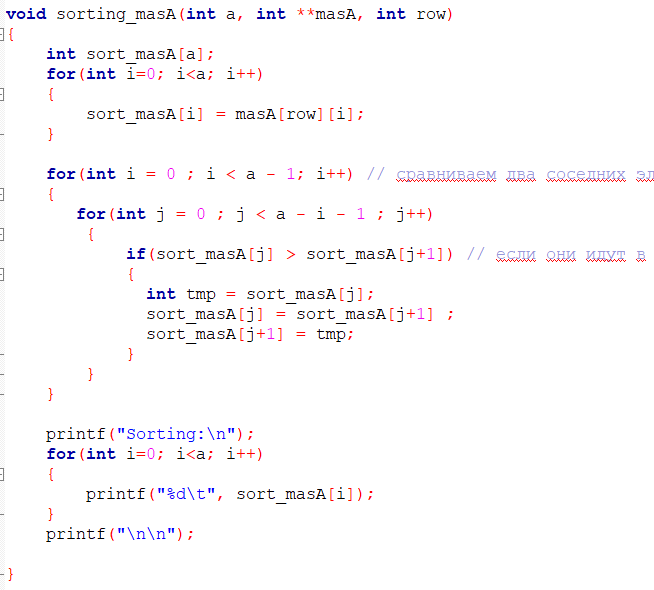 void sorting_masA(int a, int **masA, int row)
{
int sort_masA[a];
for(int i=0; i<a; i++)
{
sort_masA[i] = masA[row][i];
}
for(int i = 0 ; i < a - 1; i++) // сравниваем два соседних эл
{
for(int j = 0 ; j < a - i - 1 ; j++)
{
if(sort_masA[j] > sort_masA[j+1]) // если они идут в
{
int tmp = sort_masA[j];
sort_masA[j] = sort_masA[j+1] ;
sort_masA[j+1] = tmp;
}
}
}
printf("Sorting:\n");
for(int i=0; i<a; i++)
{
printf("%d\t", sort_masA[i]);
}
printf("\n\n");
}